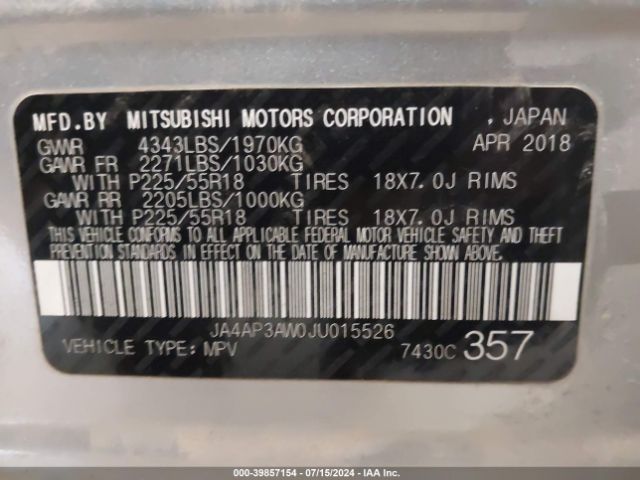 MFD.BY MITSUBISHI MOTORS CORPORATION , JAPAN
GVWR 4343LBS/1970KG APR 2018
GAWR FR 2271LBS/1030KG
WITH P225/55R18 TIRES 18X7.0J RIMS
GAWR RR 2205LBS/1000KG
WITH P225/55R18 TIRES 18X7.0J RIMS
THIS VEHICLE CONFORMS TO ALL APPLICABLE FEDERAL MOTOR VEHICLE SAFETY AND THEFT
PREVENTION STANDARDS IN EFFECT ON THE DATE OF MANUFACTURE SHOWN ABOVE.
JA4AP3AW0JU015526
VEHICLE TYPE: MPV 7430C 357
000-39857154 - 07/15/2024 - IAA Inc.